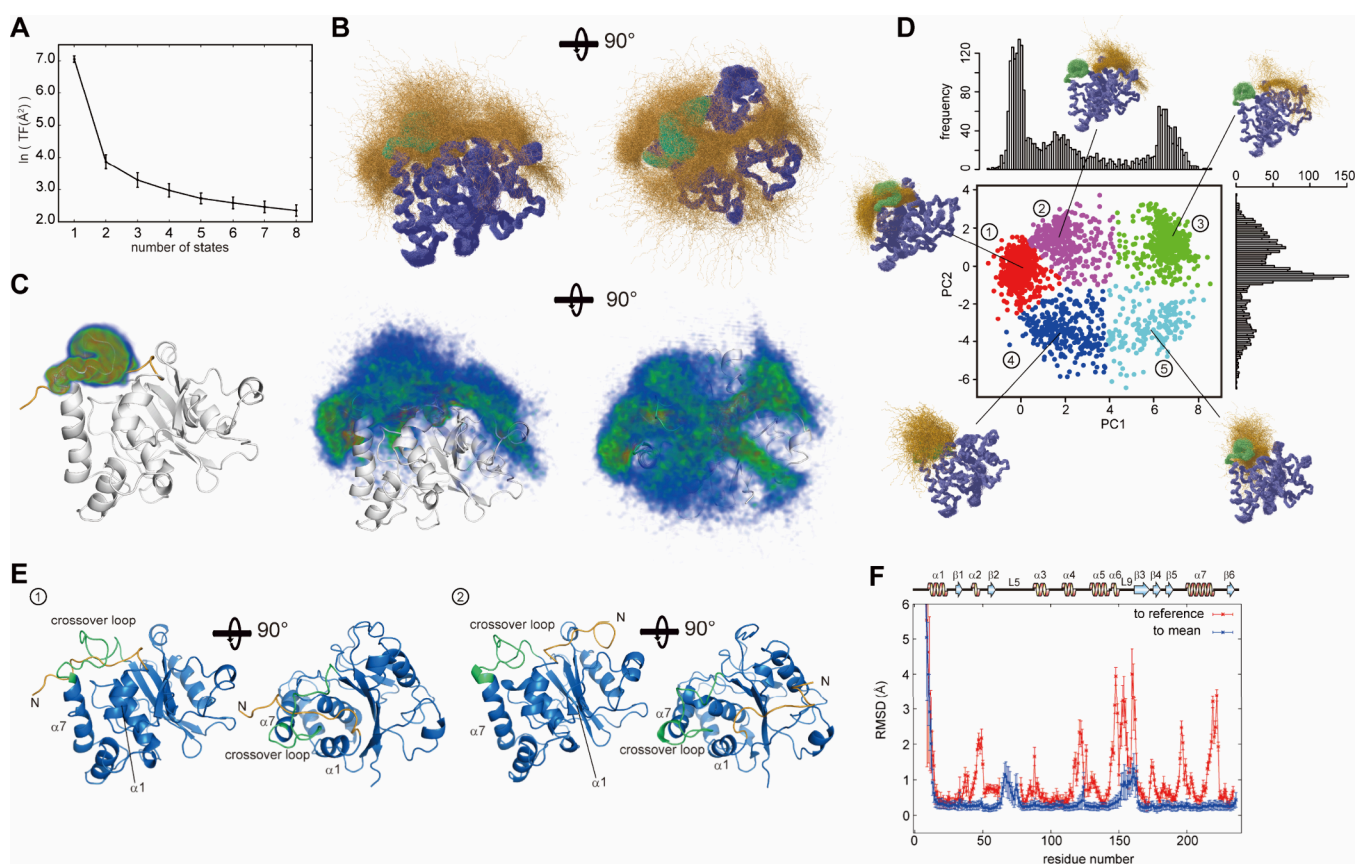 A
7.0
6.0
5.0
4.0
3.0
2.0
ln ( TF(Å²) )
1 2 3 4 5 6 7 8
number of states
B
90°
C
90°
D
120
80
40
0
frequency
0 50 100 150
4
2
0
-2
-4
-6
PC2
1
2
3
4
5
0 2 4 6 8
PC1
E
1
crossover loop
N
α7
α1
90°
N
α7
crossover loop
α1
2
crossover loop
N
α7
α1
90°
N
α7
crossover loop
α1
F
α1 β1 α2 β2 L5 α3 α4 α5 α6 L9 β3 β4 β5 α7 β6
to reference
to mean
6
5
4
3
2
1
0
RMSD (Å)
0 50 100 150 200
residue number